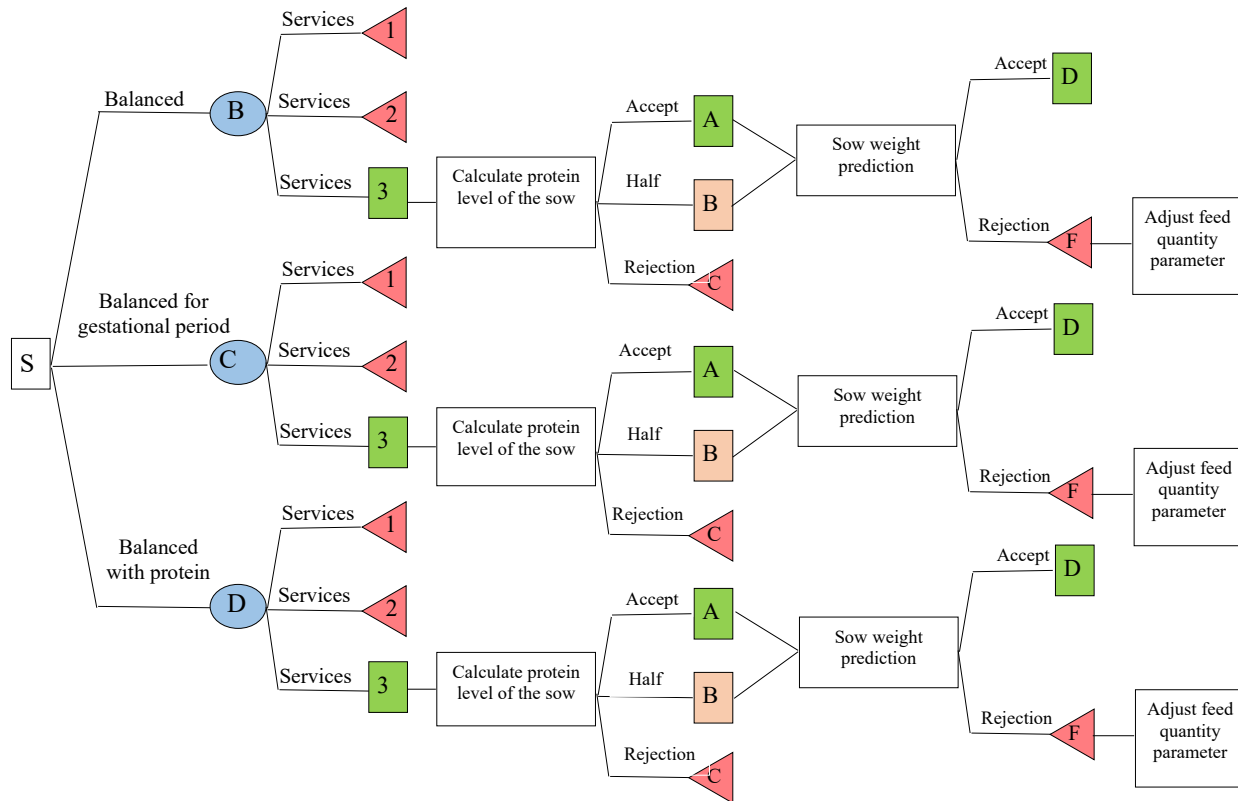 Services
1
Accept
D
Balanced
B
Services
2
Accept
A
Sow weight
prediction
Services
3
Calculate protein
level of the sow
Half
B
Rejection
F
Adjust feed
quantity
parameter
Rejection
C
Services
1
Balanced for
gestational period
Accept
D
S
C
Services
2
Accept
A
Sow weight
prediction
Services
3
Calculate protein
level of the sow
Half
B
Rejection
F
Adjust feed
quantity
parameter
Rejection
C
Services
1
Balanced
with protein
Accept
D
D
Services
2
Accept
A
Sow weight
prediction
Services
3
Calculate protein
level of the sow
Half
B
Rejection
F
Adjust feed
quantity
parameter
Rejection
C